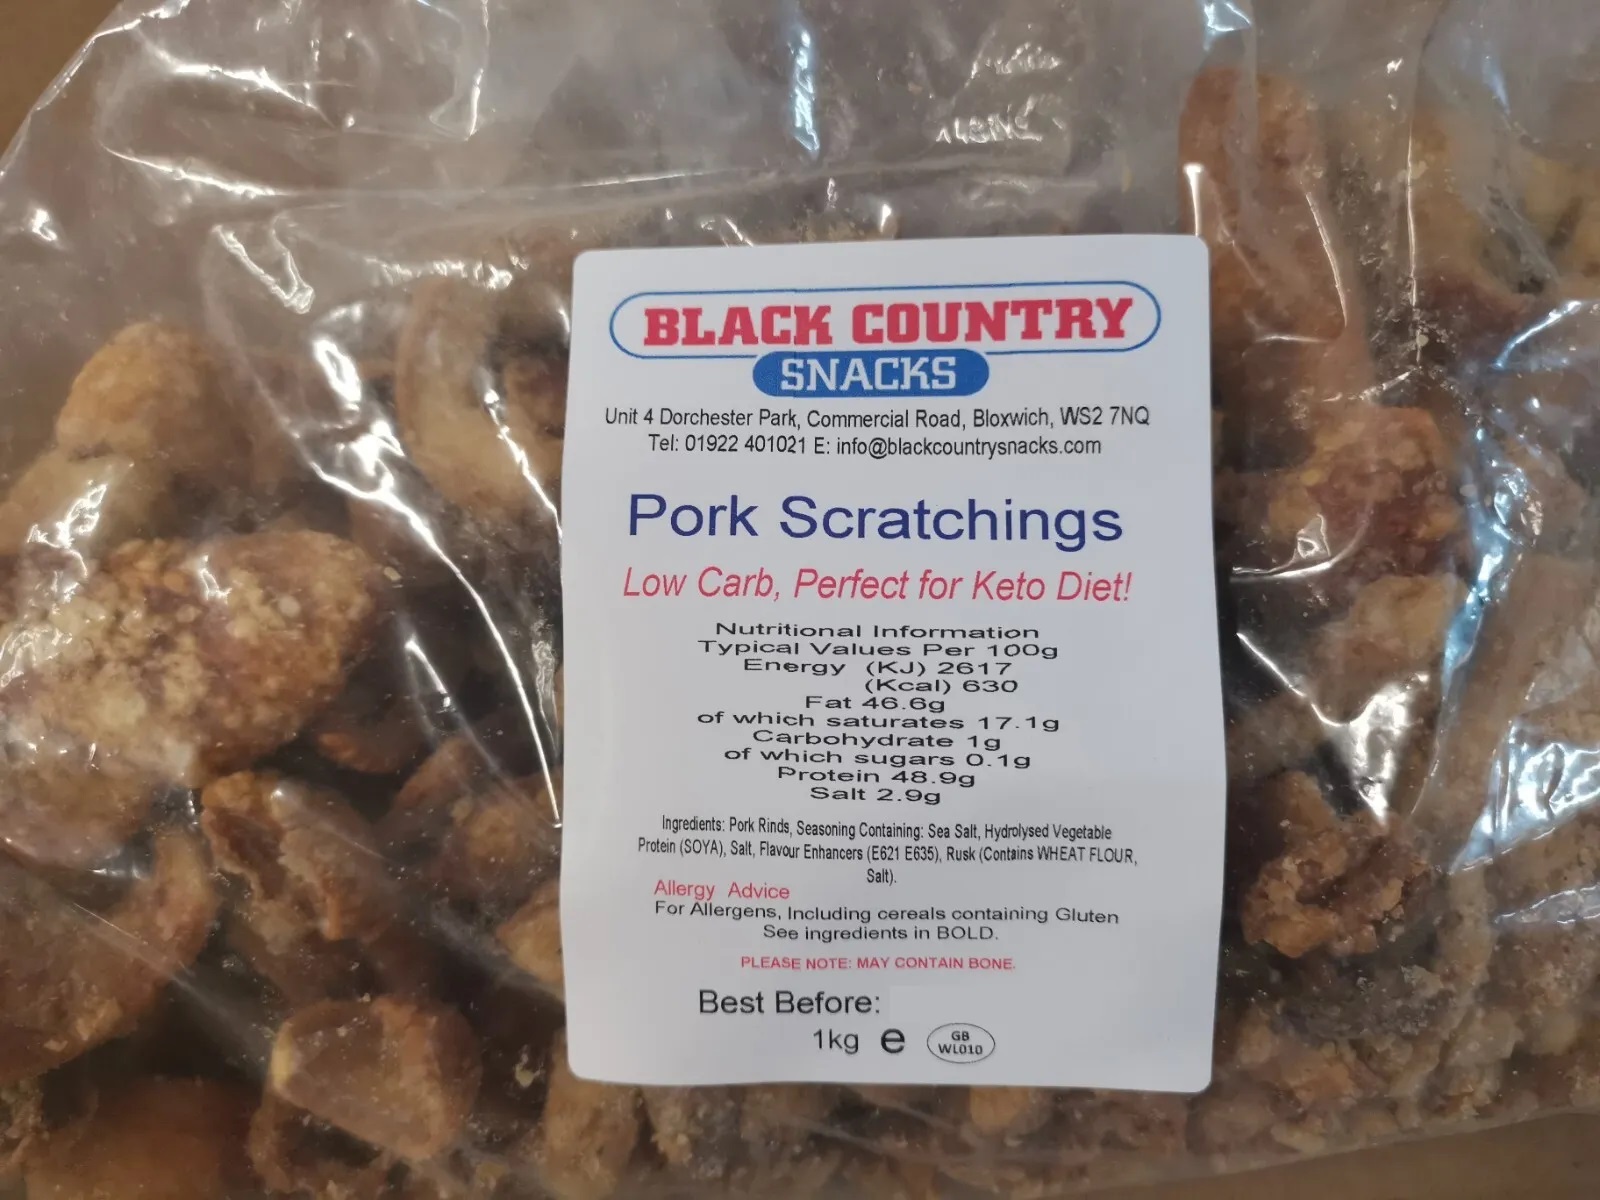 BLACK COUNTRY
SNACKS
Unit 4 Dorchester Park, Commercial Road, Bloxwich, WS2 7NQ
Tel: 01922 401021 E: info@blackcountrysnacks.com
Pork Scratchings
Low Carb, Perfect for Keto Diet!
Nutritional Information
Typical Values Per 100g
Energy (KJ) 2617
(Kcal) 630
Fat 46.6g
of which saturates 17.1g
Carbohydrate 1g
of which sugars 0.1g
Protein 48.9g
Salt 2.9g
Ingredients: Pork Rinds, Seasoning Containing: Sea Salt, Hydrolysed Vegetable
Protein (SOYA), Salt, Flavour Enhancers (E621 E635), Rusk (Contains WHEAT FLOUR,
Salt).
Allergy Advice
For Allergens, Including cereals containing Gluten
See ingredients in BOLD.
PLEASE NOTE: MAY CONTAIN BONE.
Best Before:
1kg e GB
WL010